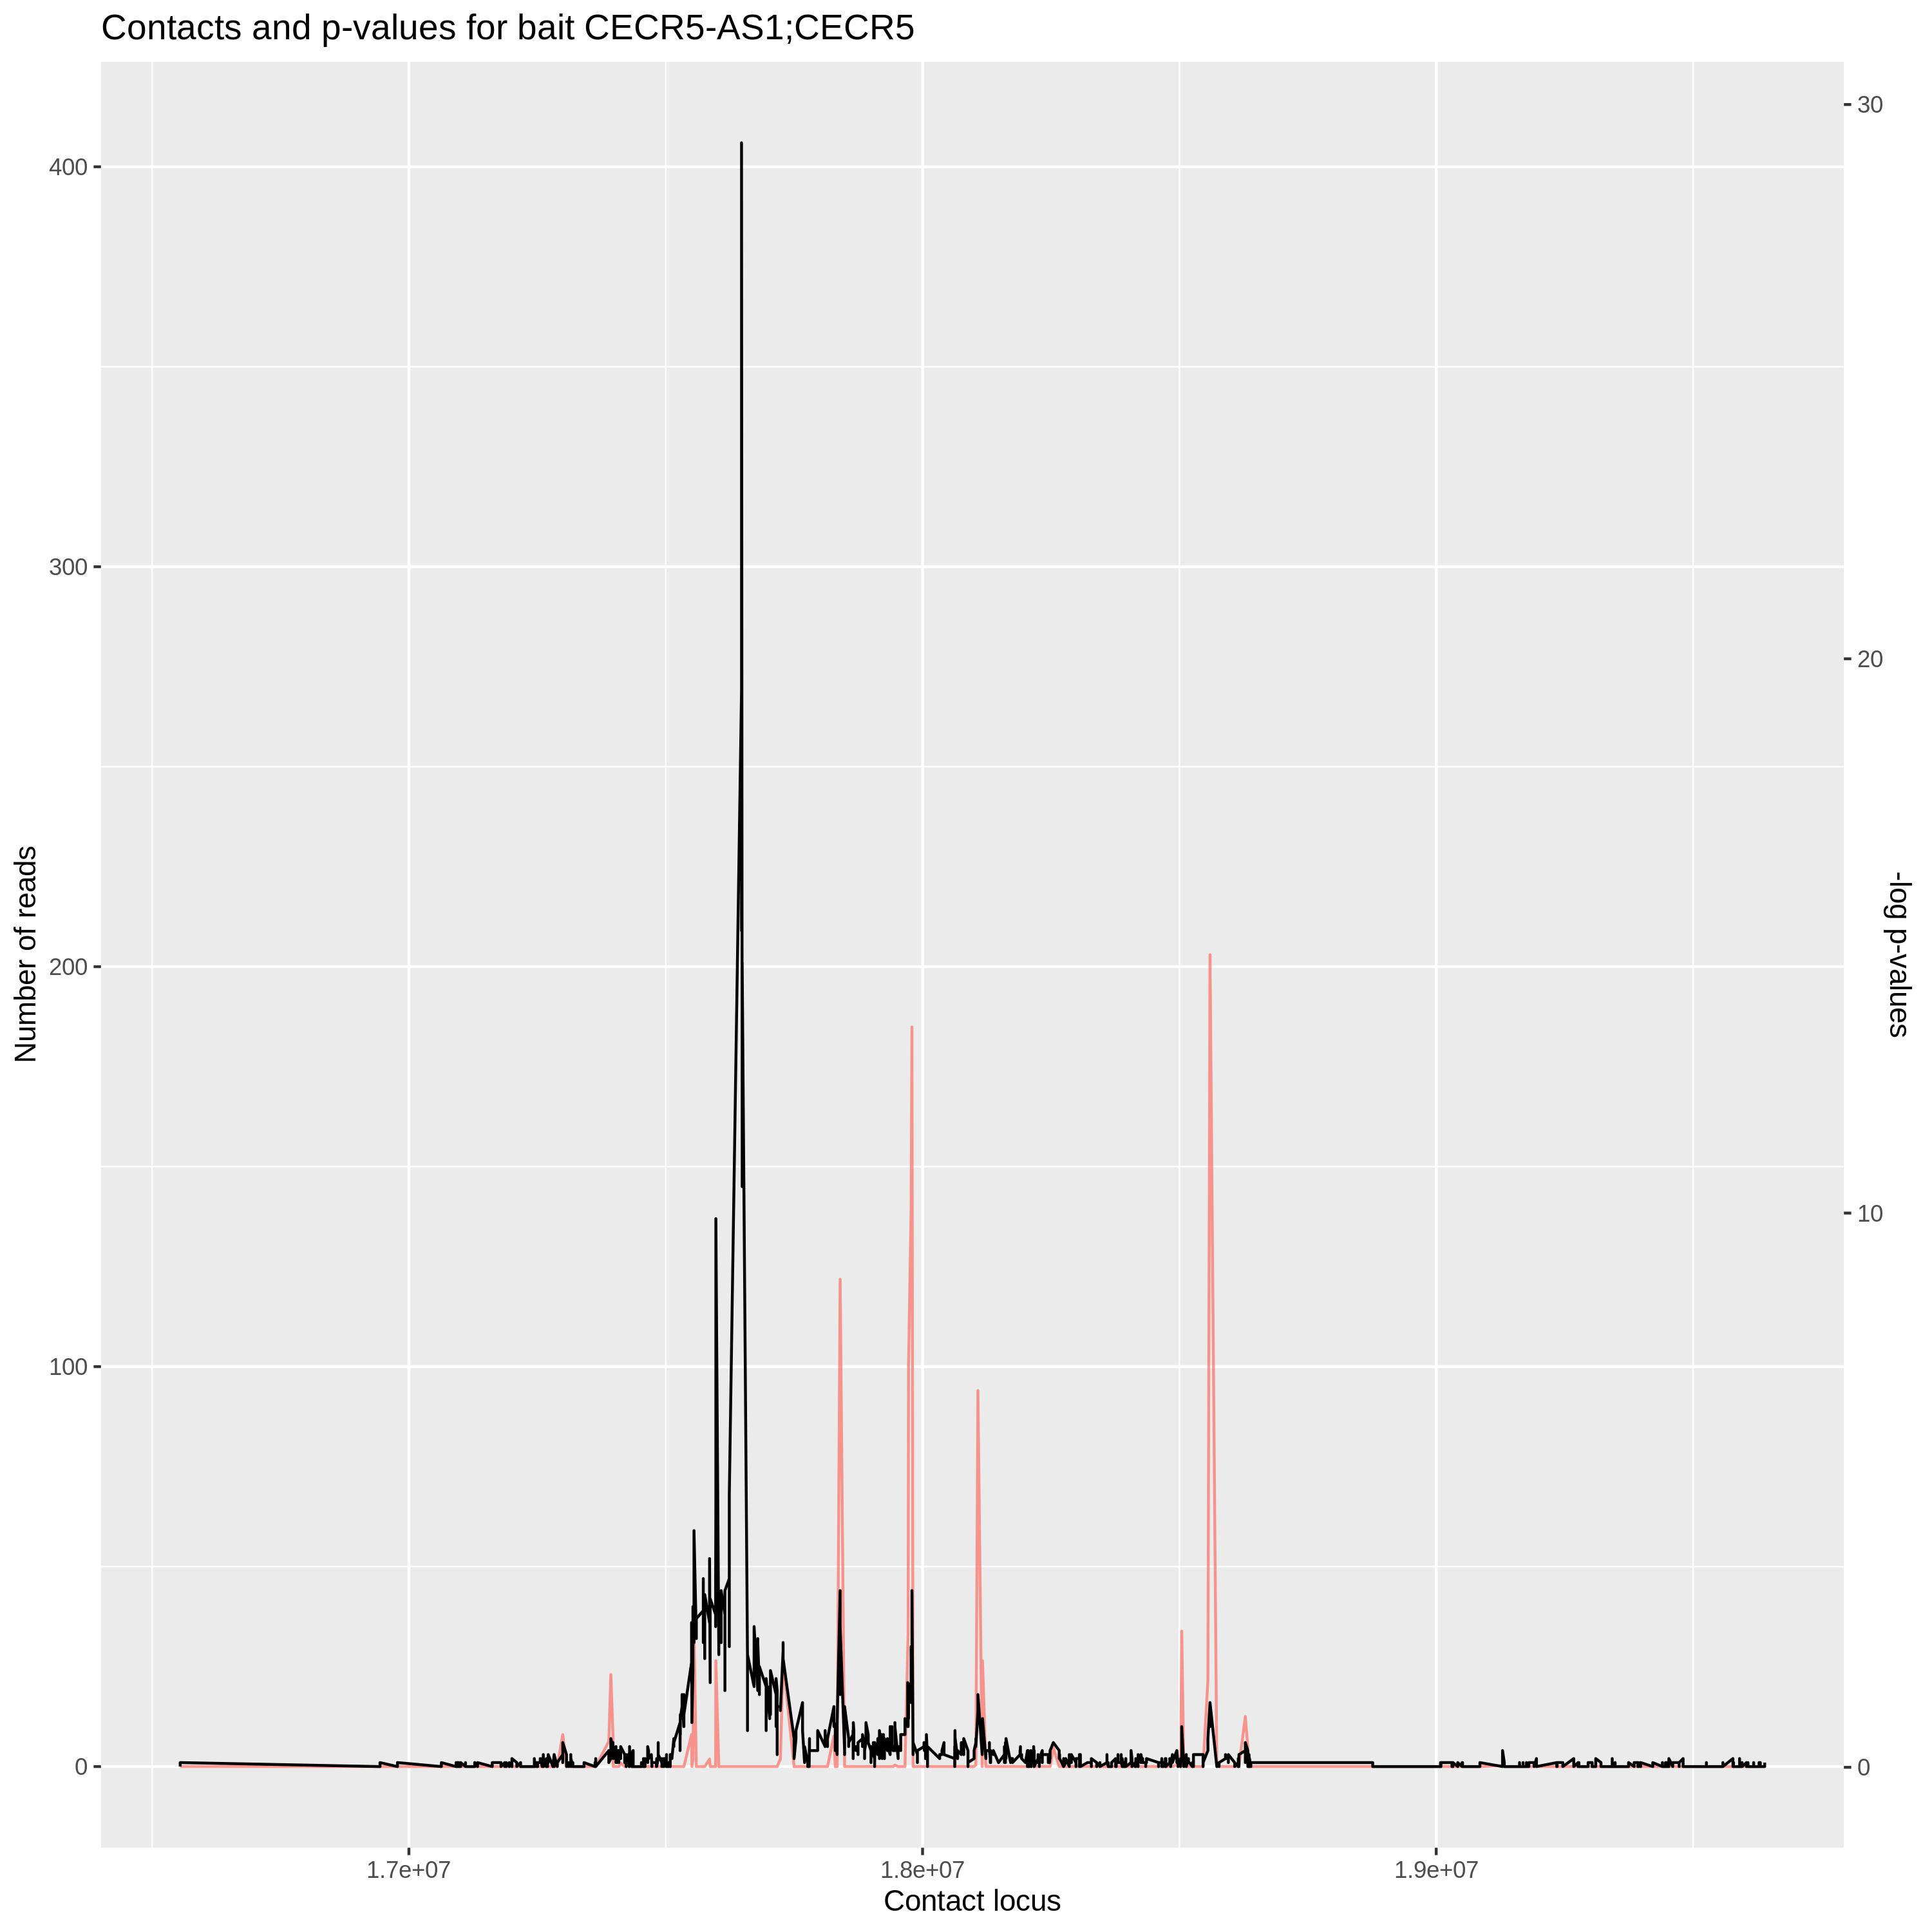 Contacts and p-values for bait CECR5-AS1;CECR5
400
300
200
100
0
Number of reads
30
20
10
0
-log p-values
1.7e+07 1.8e+07 1.9e+07
Contact locus